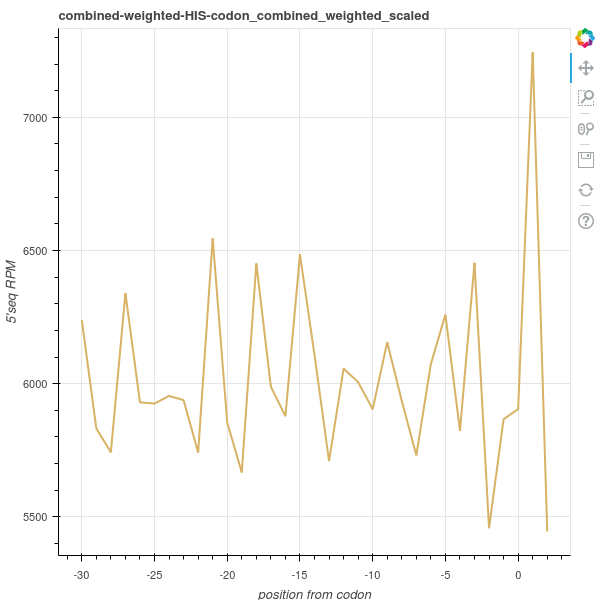 combined-weighted-HIS-codon_combined_weighted_scaled
7000
6500
6000
5500
5'seq RPM
-30 -25 -20 -15 -10 -5 0
position from codon
?